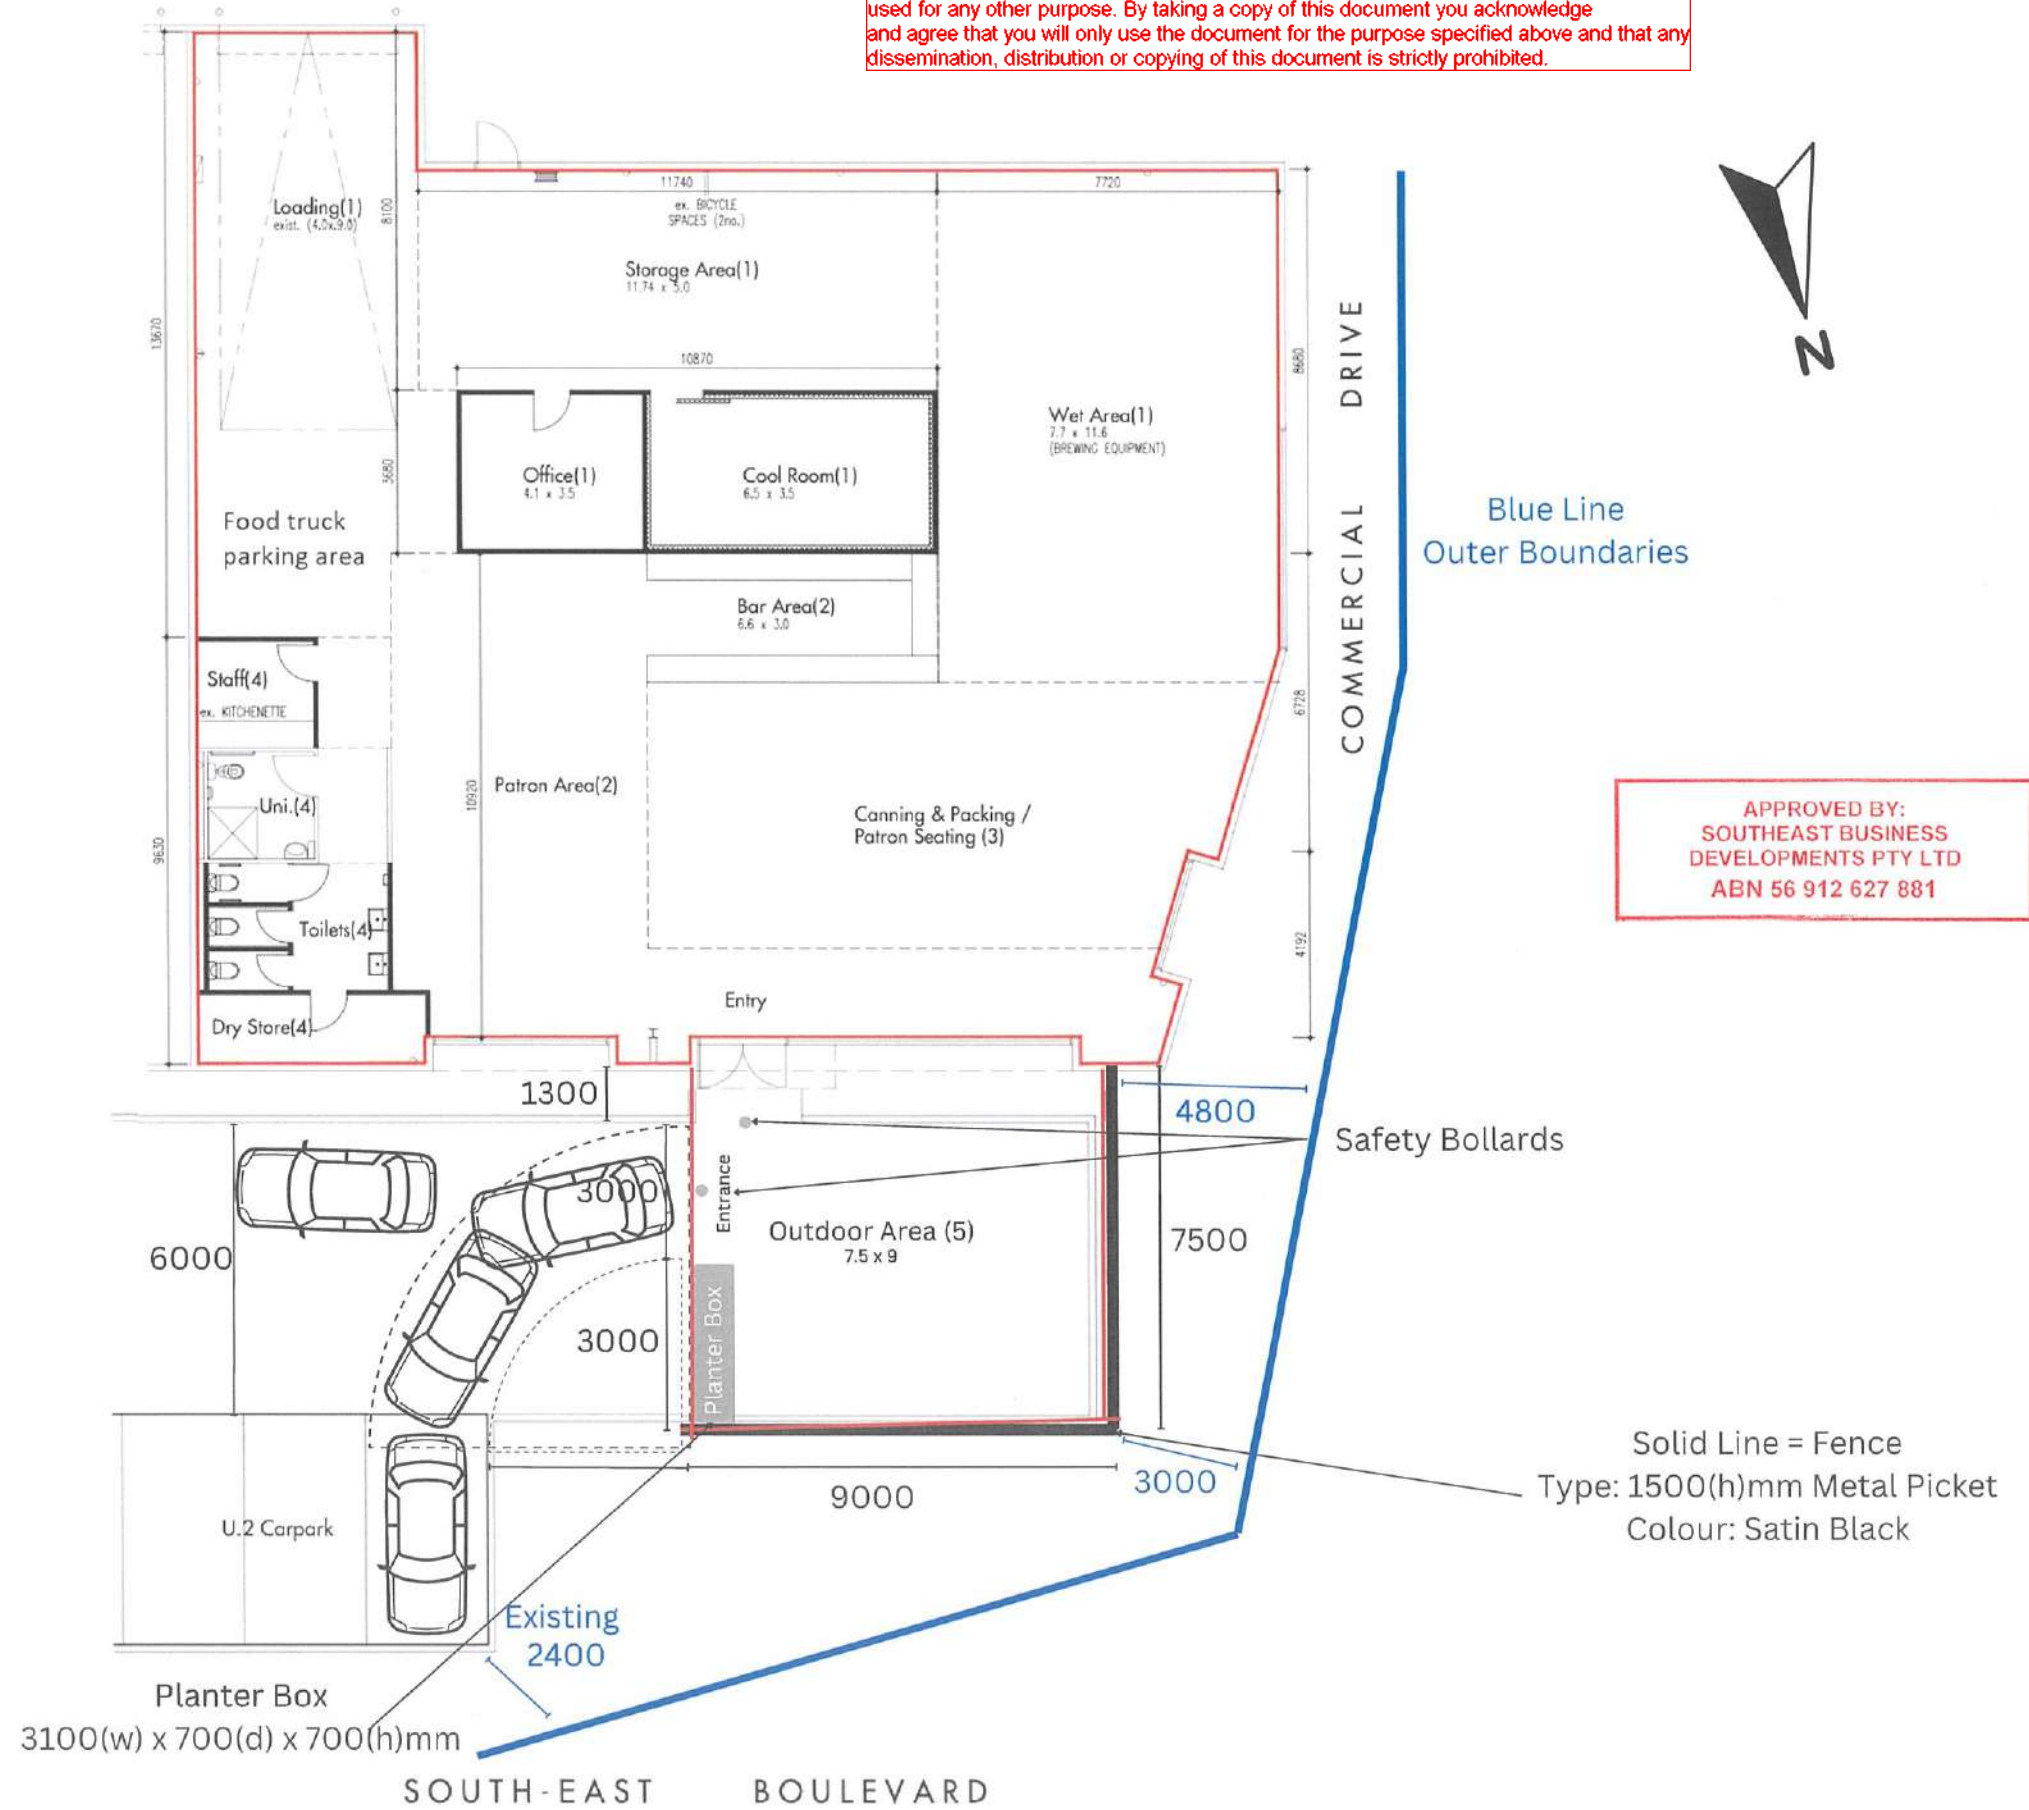 used for any other purpose. By taking a copy of this document you acknowledge
and agree that you will only use the document for the purpose specified above and that any
dissemination, distribution or copying of this document is strictly prohibited.
11740
7720
ex. BICYCLE
SPACES (2no.)
Loading(1)
exist. (4.0x.9.0)
8100
Storage Area(1)
11.74 x 5.0
13670
10870
8680
COMMERCIAL DRIVE
N
Wet Area(1)
7.7 x 11.6
(BREWING EQUIPMENT)
Office(1)
4.1 x 3.5
Cool Room(1)
6.5 x 3.5
3680
Blue Line
Outer Boundaries
Food truck
parking area
Bar Area(2)
6.6 x 3.0
Staff(4)
ex. KITCHENETTE
6728
Patron Area(2)
10920
Uni.(4)
Canning & Packing /
Patron Seating (3)
APPROVED BY:
SOUTHEAST BUSINESS
DEVELOPMENTS PTY LTD
ABN 56 912 627 881
9630
Toilets(4)
4192
Entry
Dry Store(4)
1300
4800
Safety Bollards
3000
Entrance
Outdoor Area (5)
7.5 x 9
7500
6000
3000
Planter Box
9000
3000
Solid Line = Fence
Type: 1500(h)mm Metal Picket
Colour: Satin Black
U.2 Carpark
Existing
2400
Planter Box
3100(w) x 700(d) x 700(h)mm
SOUTH-EAST BOULEVARD